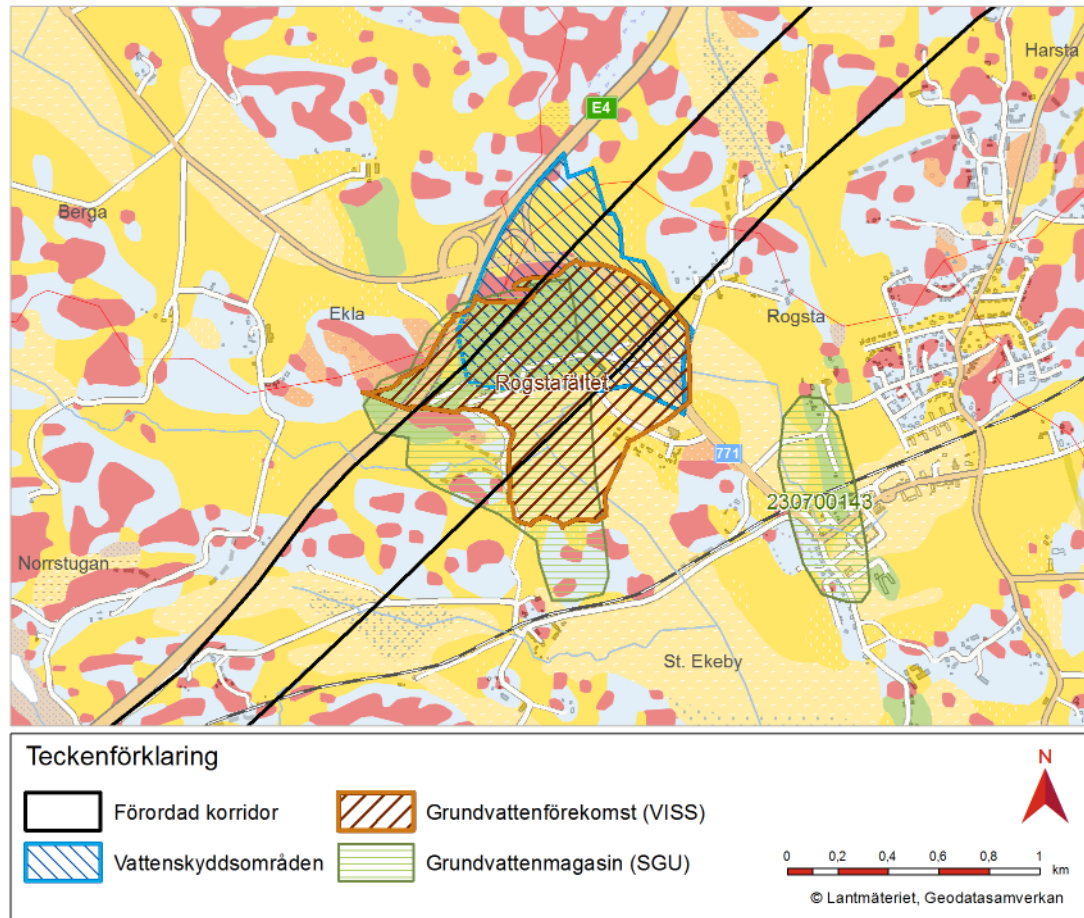 Harsta
E4
Berga
Ekla
Rogsta
Rogstafältet
771
230700143
Norrstugan
St. Ekeby
Teckenförklaring
N
Förordad korridor
Grundvattenförekomst (VISS)
Vattenskyddsområden
Grundvattenmagasin (SGU)
0 0,2 0,4 0,6 0,8 1
km
© Lantmäteriet, Geodatasamverkan